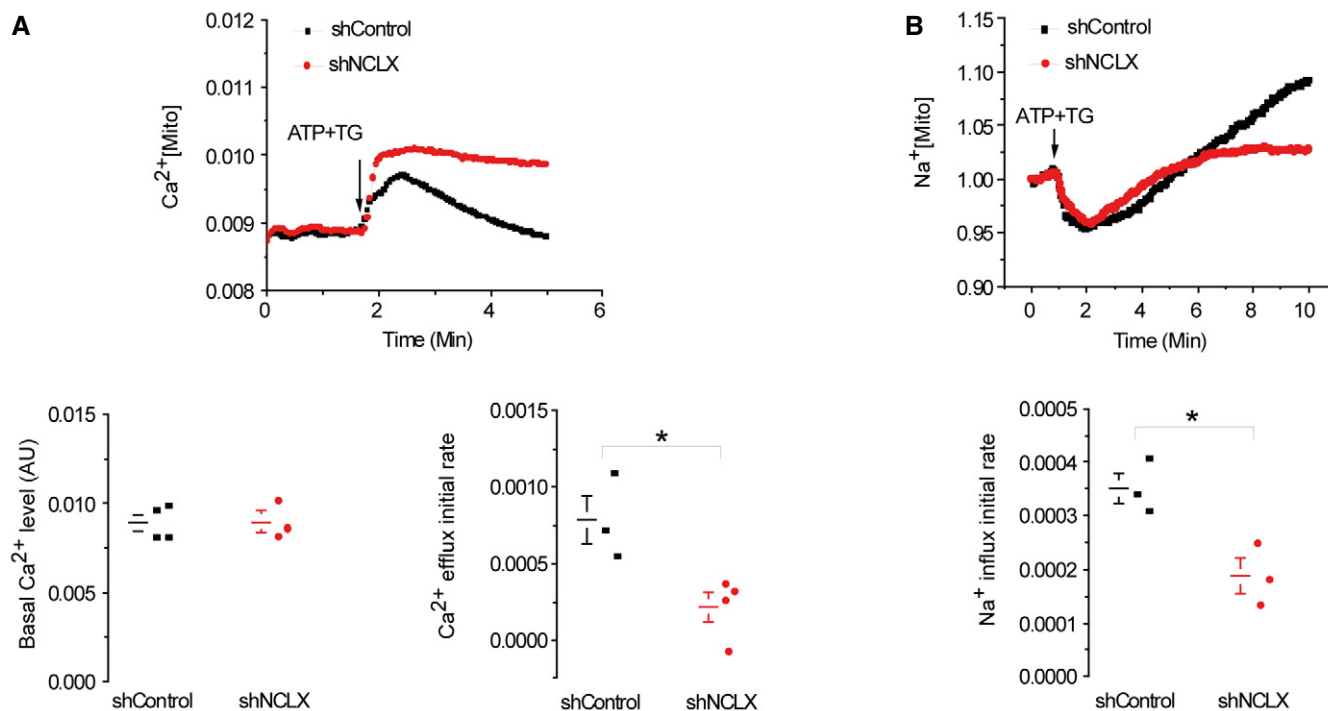 A
Ca²⁺[Mito]
0.012
0.011
0.010
0.009
0.008
shControl
shNCLX
ATP+TG
0
2
4
6
Time (Min)
B
Na⁺[Mito]
1.10
1.05
1.00
0.95
0.90
shControl
shNCLX
ATP+TG
0
2
4
6
8
10
Time (Min)
Basal Ca²⁺ level (AU)
0.015
0.010
0.005
0.000
shControl
shNCLX
Ca²⁺ efflux initial rate
0.0015
0.0010
0.0005
0.0000
*
shControl
shNCLX
Na⁺ influx initial rate
0.0005
0.0004
0.0003
0.0002
0.0001
0.0000
*
shControl
shNCLX